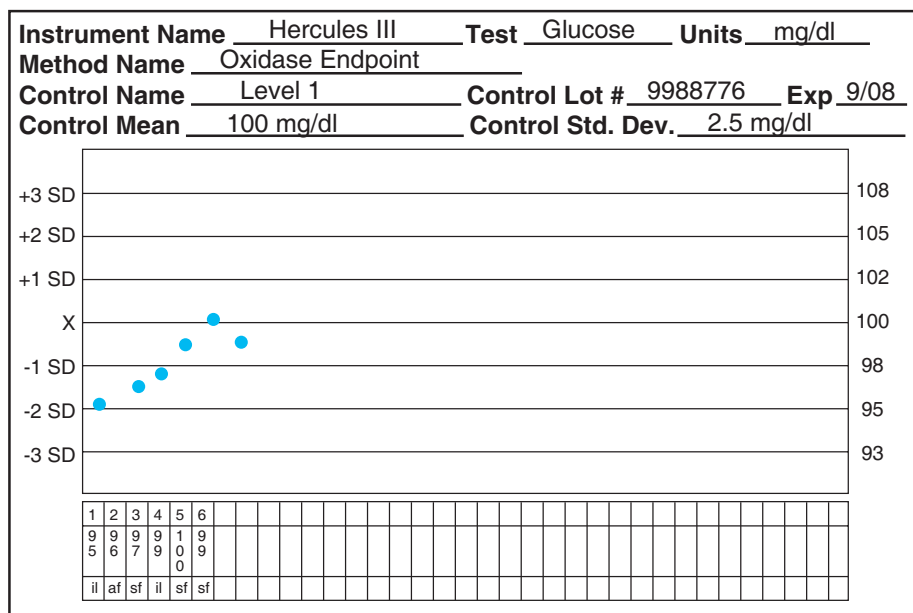 Instrument Name Hercules III Test Glucose Units mg/dl
Method Name Oxidase Endpoint
Control Name Level 1 Control Lot # 9988776 Exp 9/08
Control Mean 100 mg/dl Control Std. Dev. 2.5 mg/dl
+3 SD 108
+2 SD 105
+1 SD 102
X 100
-1 SD 98
-2 SD 95
-3 SD 93
1 2 3 4 5 6
95 96 97 99 100 99
il af sf il sf sf